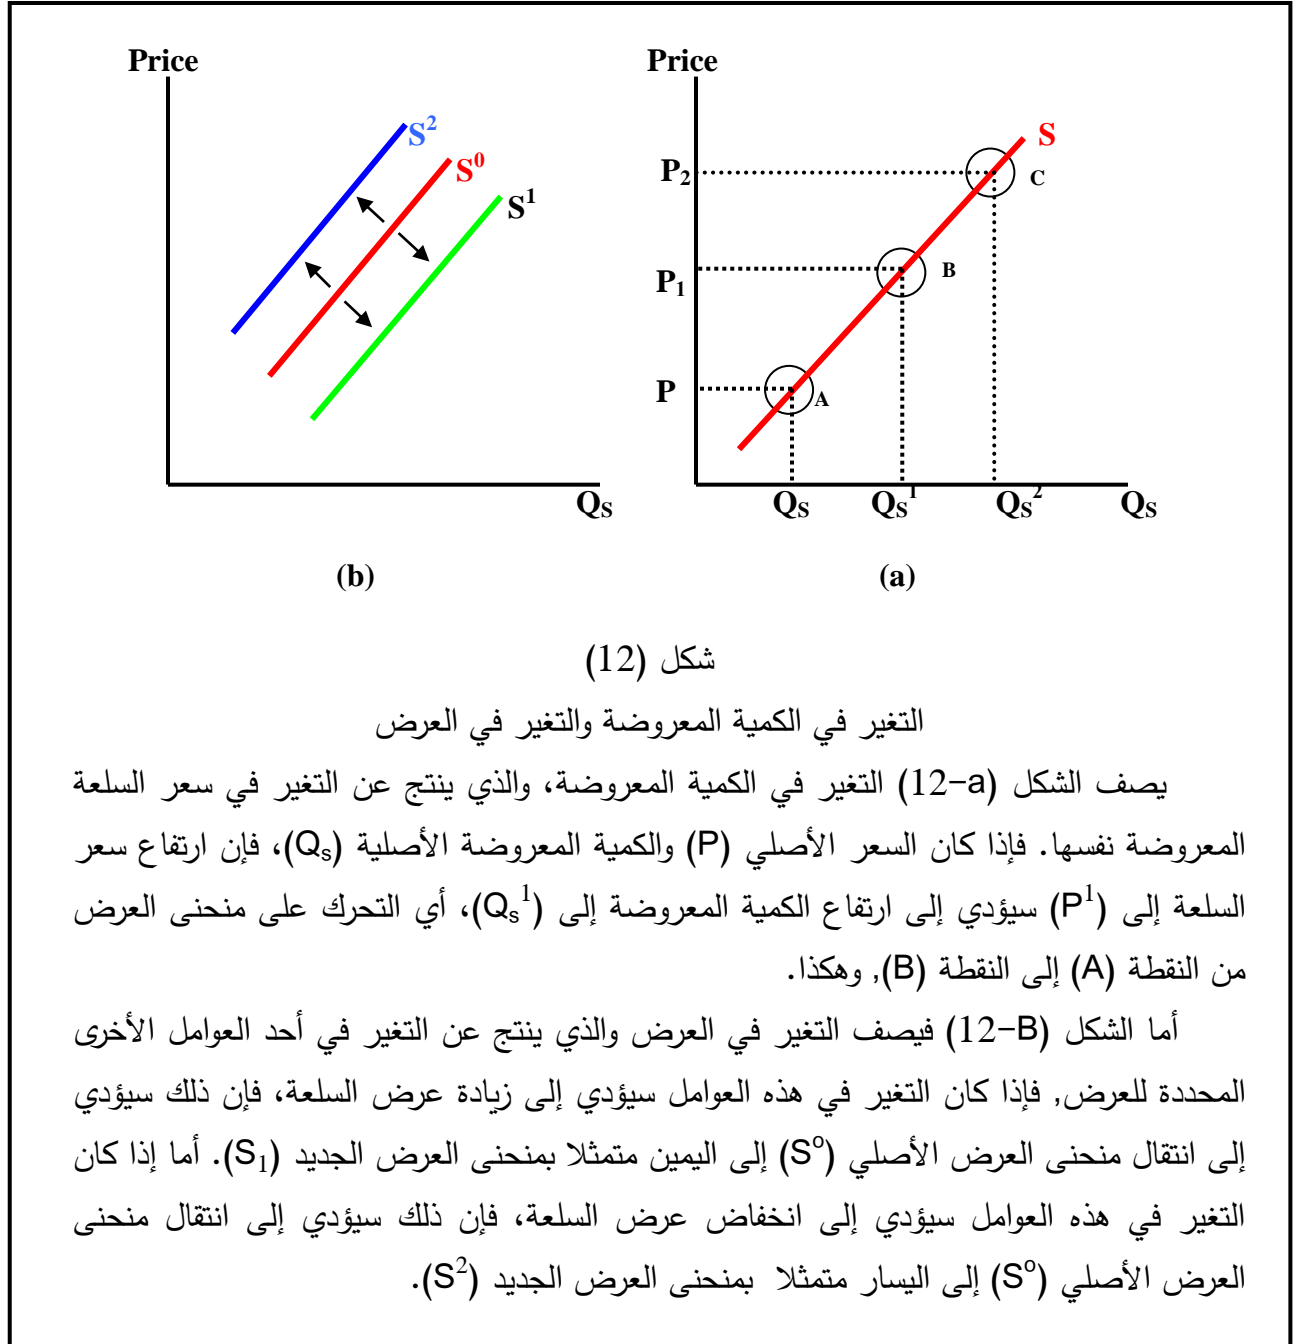 Price
Price
S²
S⁰
S¹
S
P₂
C
P₁
B
P
A
Qs
Qs
Qs¹
Qs²
Qs
(b)
(a)
شكل (12)
التغير في الكمية المعروضة والتغير في العرض
يصف الشكل (12-a) التغير في الكمية المعروضة، والذي ينتج عن التغير في سعر السلعة
المعروضة نفسها. فإذا كان السعر الأصلي (P) والكمية المعروضة الأصلية (Qₛ)، فإن ارتفاع سعر
السلعة إلى (P¹) سيؤدي إلى ارتفاع الكمية المعروضة إلى (Qₛ¹)، أي التحرك على منحنى العرض
من النقطة (A) إلى النقطة (B), وهكذا.
أما الشكل (12-B) فيصف التغير في العرض والذي ينتج عن التغير في أحد العوامل الأخرى
المحددة للعرض, فإذا كان التغير في هذه العوامل سيؤدي إلى زيادة عرض السلعة، فإن ذلك سيؤدي
إلى انتقال منحنى العرض الأصلي (Sᵒ) إلى اليمين متمثلا بمنحنى العرض الجديد (S₁). أما إذا كان
التغير في هذه العوامل سيؤدي إلى انخفاض عرض السلعة، فإن ذلك سيؤدي إلى انتقال منحنى
العرض الأصلي (Sᵒ) إلى اليسار متمثلا بمنحنى العرض الجديد (S²).